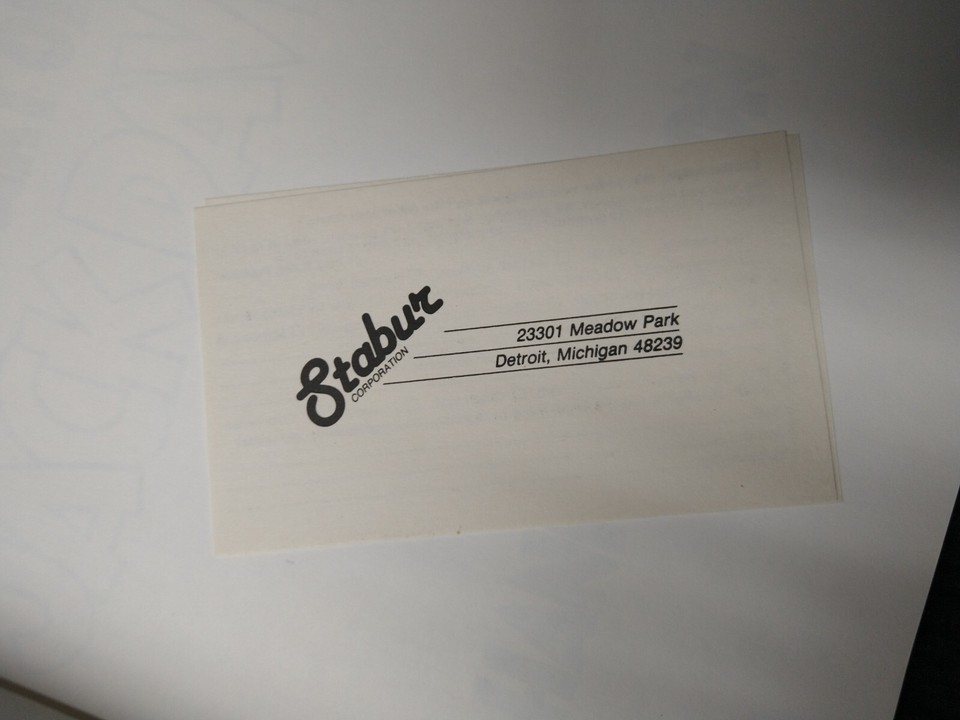 Stabur
CORPORATION
23301 Meadow Park
Detroit, Michigan 48239